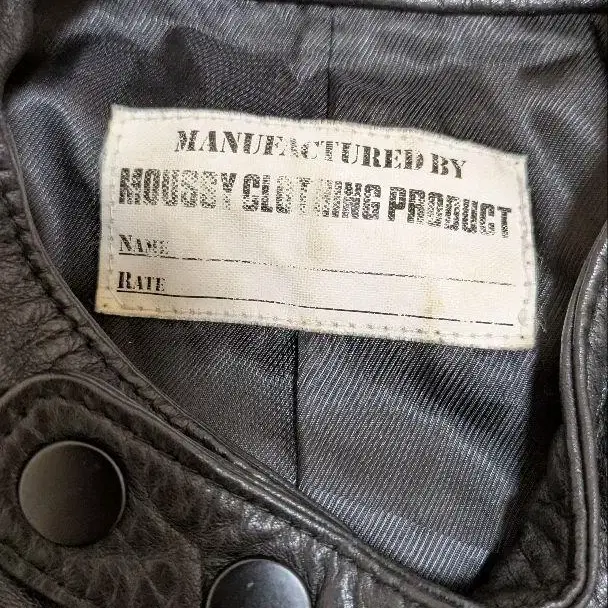 MANUFACTURED BY
MOUSSY CLOTHING PRODUCT
NAME
RATE